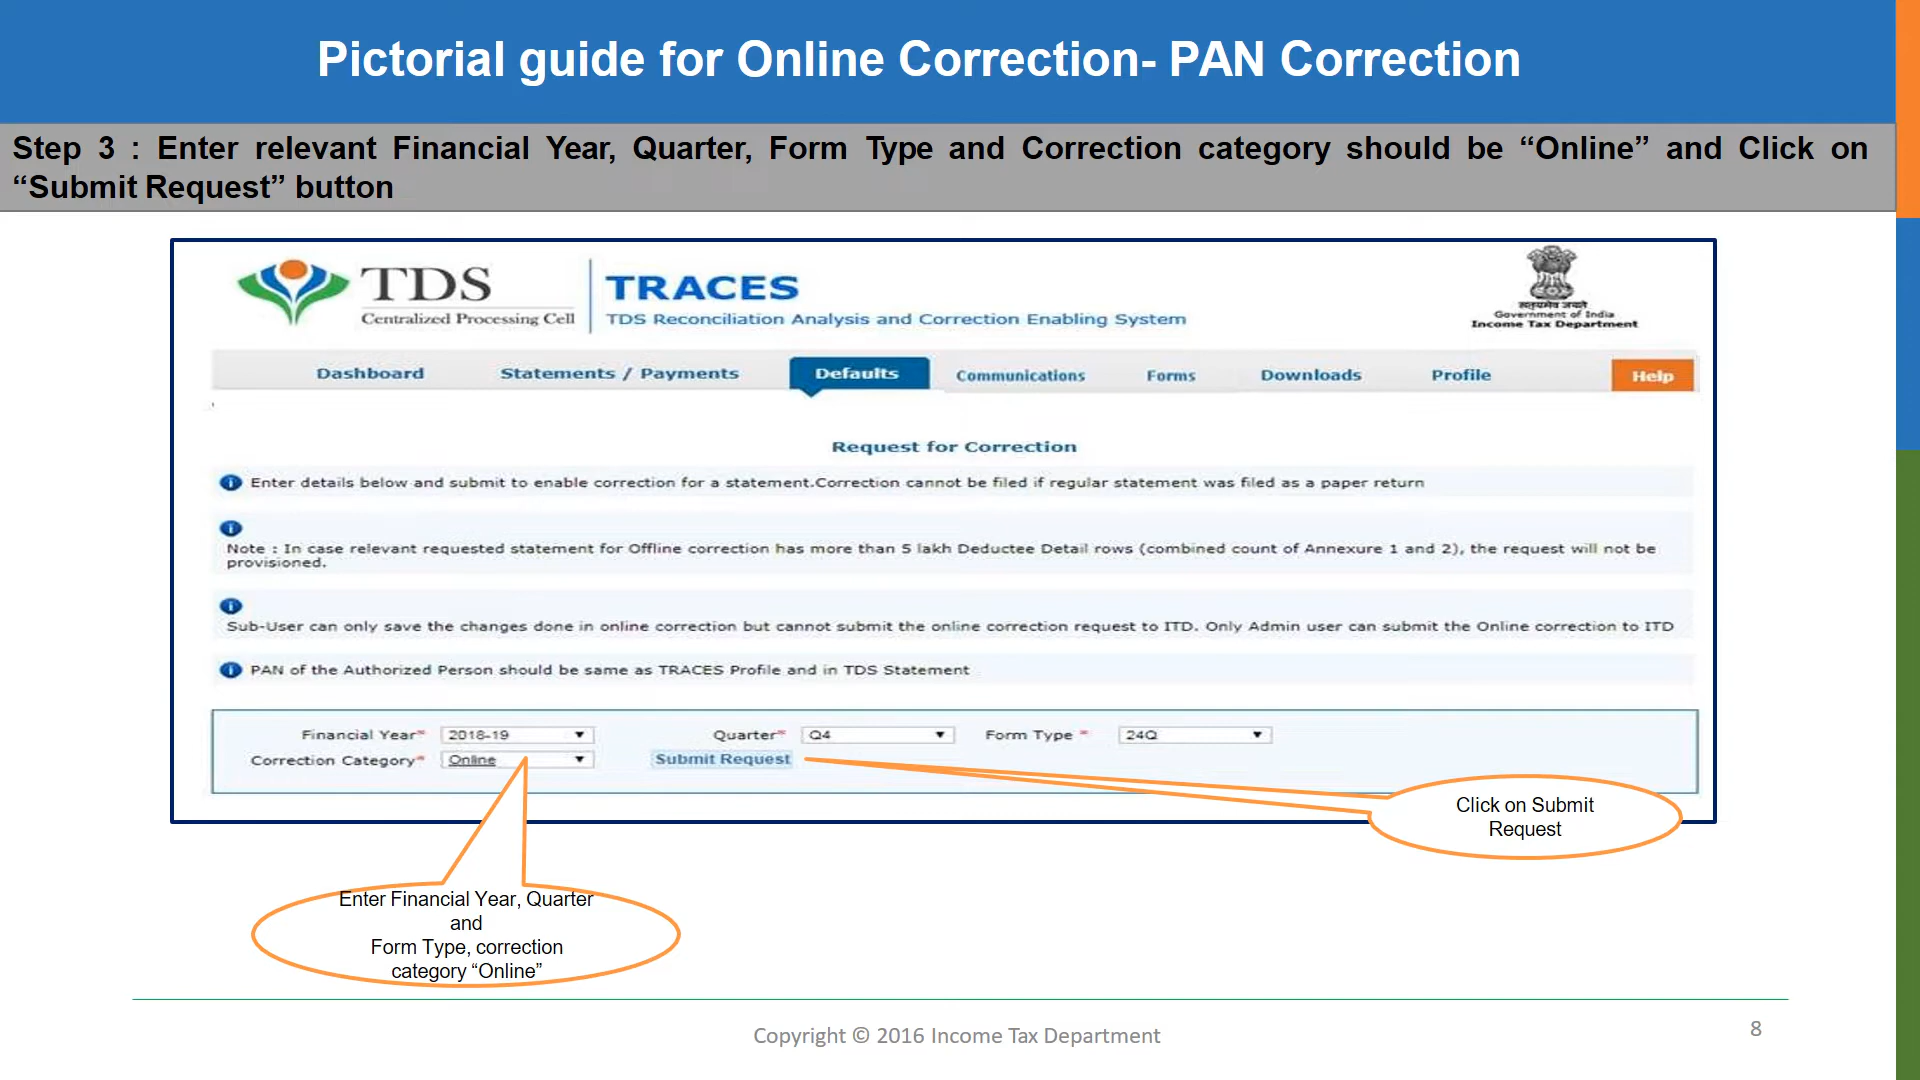 Pictorial guide for Online Correction- PAN Correction
Step 3 : Enter relevant Financial Year, Quarter, Form Type and Correction category should be “Online” and Click on
“Submit Request” button
TDS
Centralized Processing Cell
TRACES
TDS Reconciliation Analysis and Correction Enabling System
सत्यमेव जयते
Government of India
Income Tax Department
Dashboard Statements / Payments Defaults Communications Forms Downloads Profile Help
Request for Correction
Enter details below and submit to enable correction for a statement.Correction cannot be filed if regular statement was filed as a paper return
Note : In case relevant requested statement for Offline correction has more than 5 lakh Deductee Detail rows (combined count of Annexure 1 and 2), the request will not be
provisioned.
Sub-User can only save the changes done in online correction but cannot submit the online correction request to ITD. Only Admin user can submit the Online correction to ITD
PAN of the Authorized Person should be same as TRACES Profile and in TDS Statement
Financial Year* 2018-19 Quarter* Q4 Form Type * 24Q
Correction Category* Online Submit Request
Click on Submit
Request
Enter Financial Year, Quarter
and
Form Type, correction
category “Online”
Copyright © 2016 Income Tax Department
8